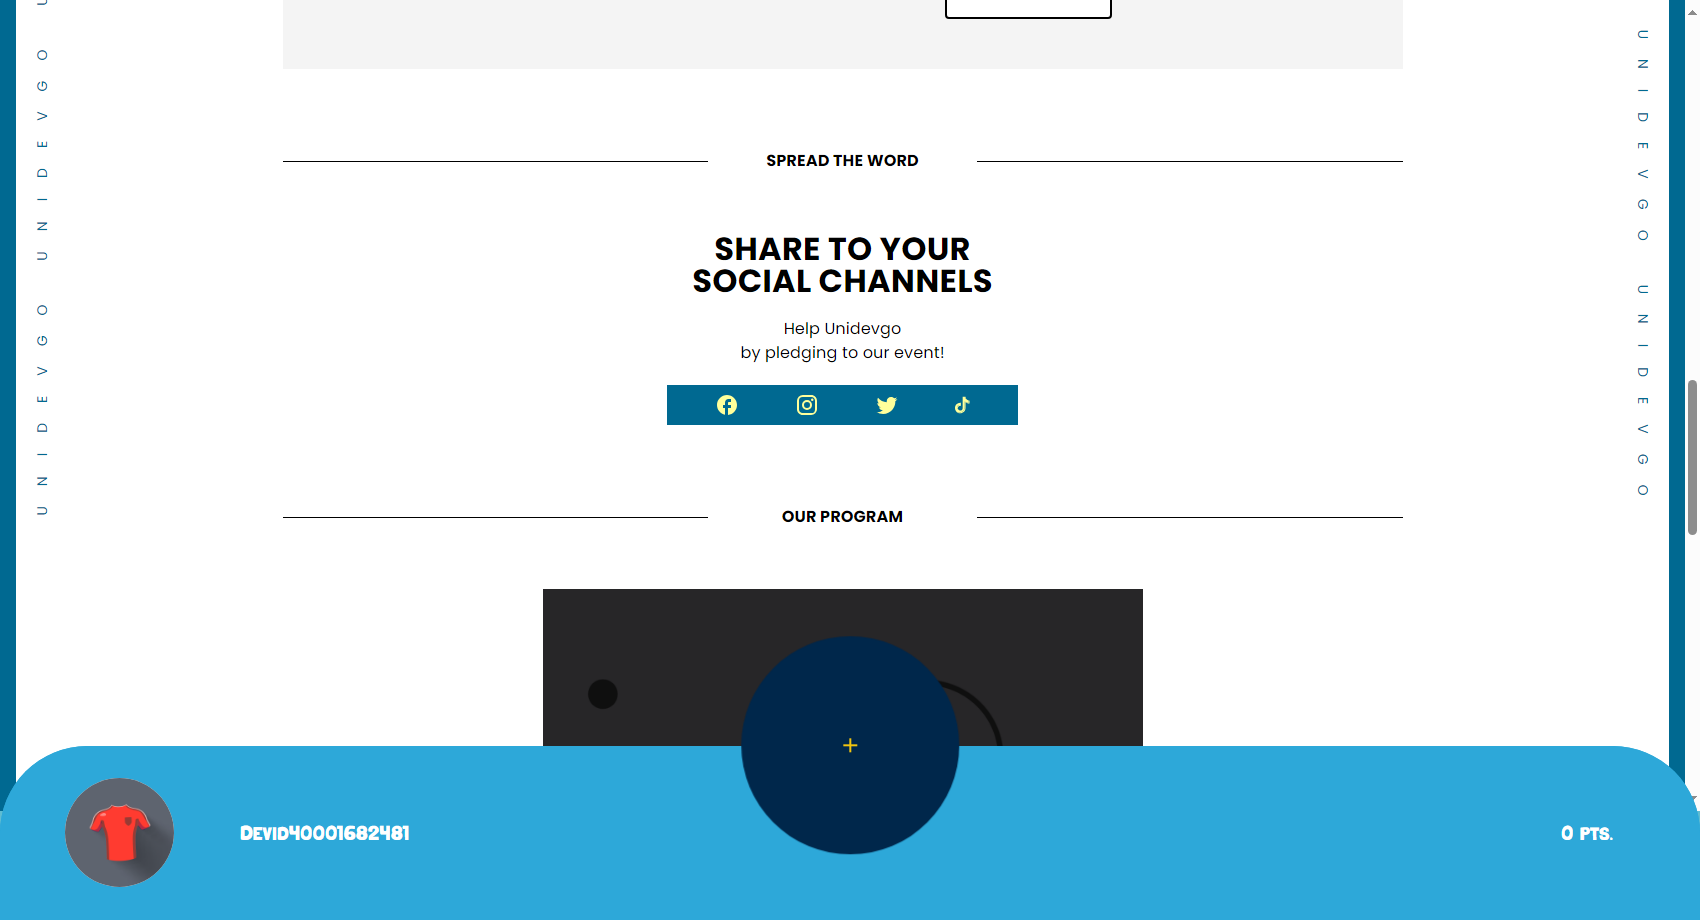 UNIDEVGO UNIDEVGO
SPREAD THE WORD
SHARE TO YOUR
SOCIAL CHANNELS
Help Unidevgo
by pledging to our event!
OUR PROGRAM
+
Devid40001682481
0 PTS.
UNIDEVGO UNIDEVGO